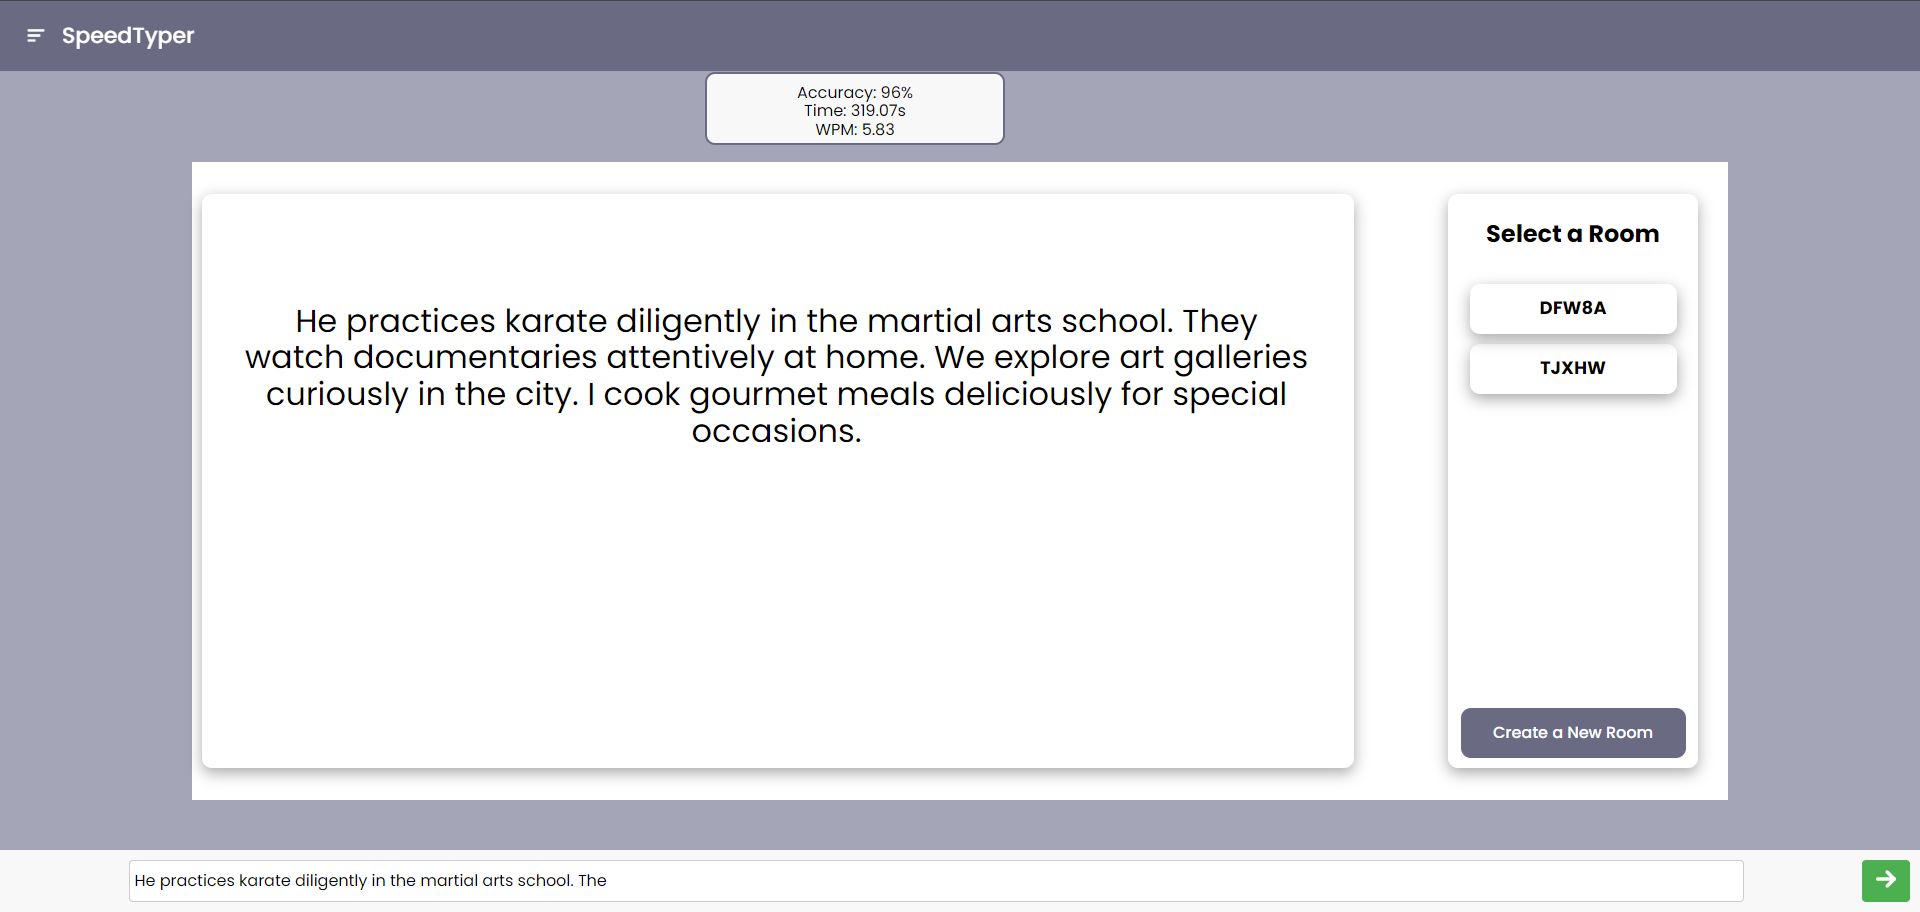 SpeedTyper
Accuracy: 96%
Time: 319.07s
WPM: 5.83
He practices karate diligently in the martial arts school. They
watch documentaries attentively at home. We explore art galleries
curiously in the city. I cook gourmet meals deliciously for special
occasions.
Select a Room
DFW8A
TJXHW
Create a New Room
He practices karate diligently in the martial arts school. The